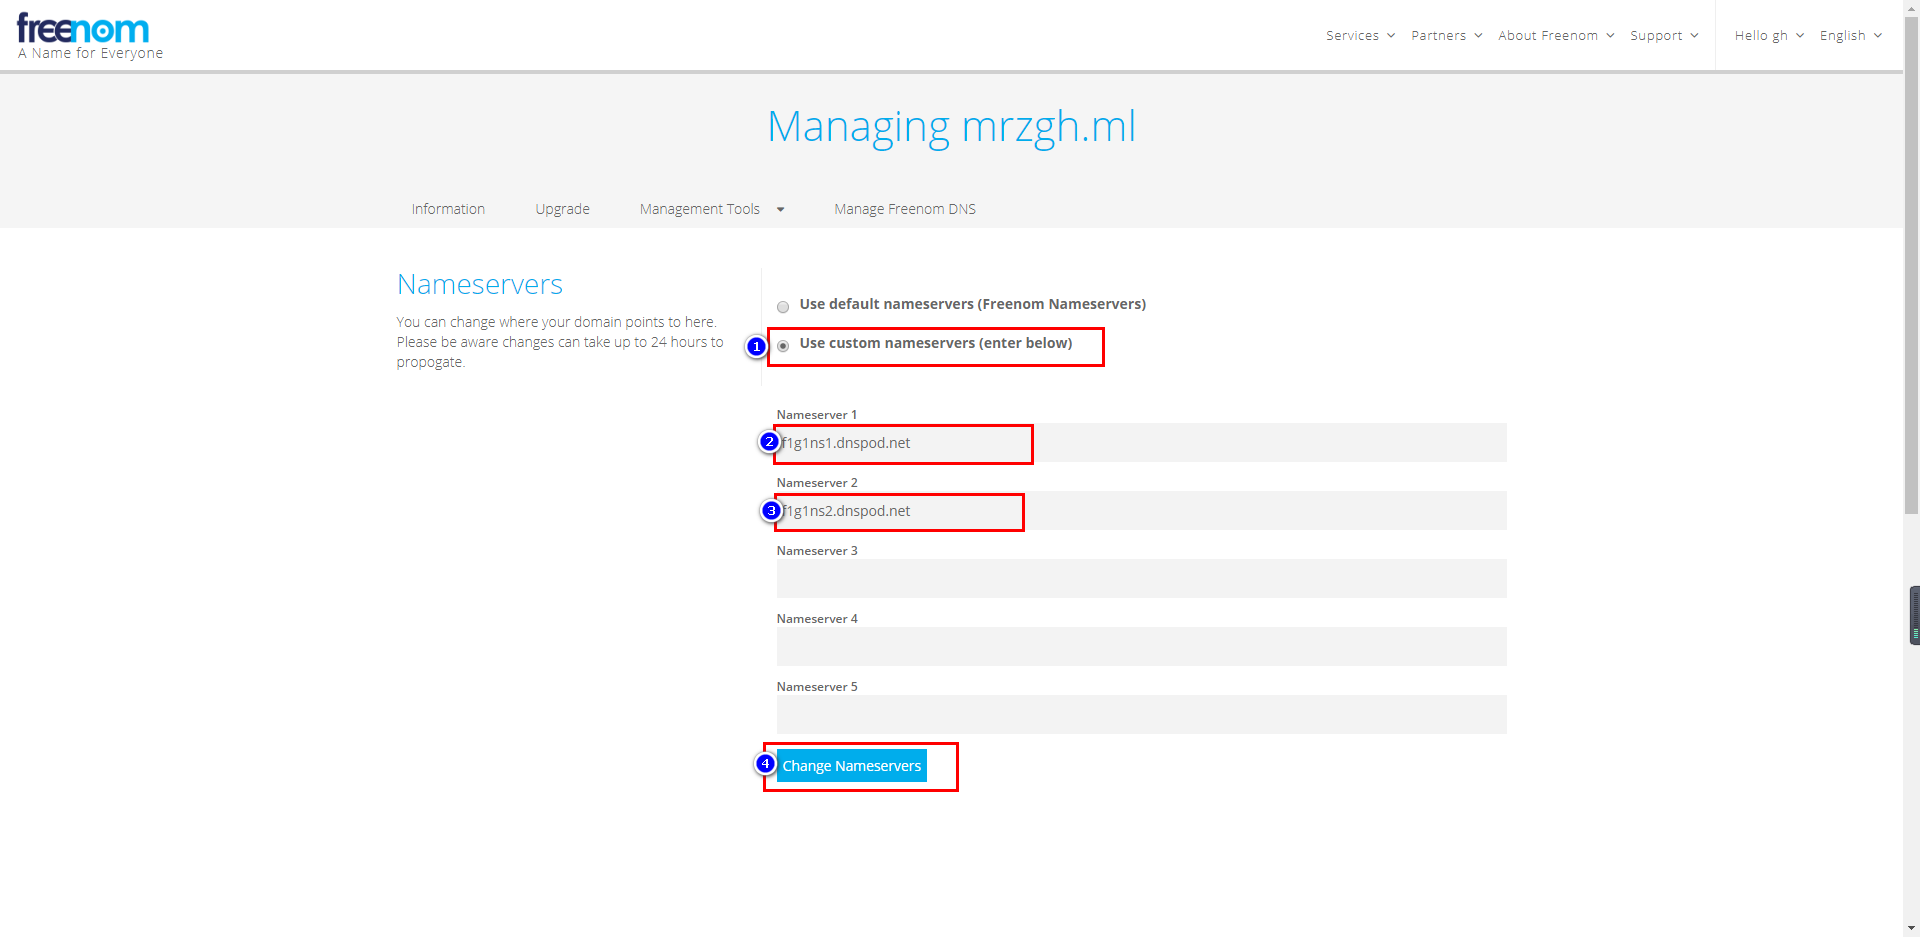 freenom
A Name for Everyone
Services
Partners
About Freenom
Support
Hello gh
English
Managing mrzgh.ml
Information
Upgrade
Management Tools
Manage Freenom DNS
Nameservers
You can change where your domain points to here.
Please be aware changes can take up to 24 hours to
propogate.
Use default nameservers (Freenom Nameservers)
1
Use custom nameservers (enter below)
Nameserver 1
2
f1g1ns1.dnspod.net
Nameserver 2
3
f1g1ns2.dnspod.net
Nameserver 3
Nameserver 4
Nameserver 5
4
Change Nameservers